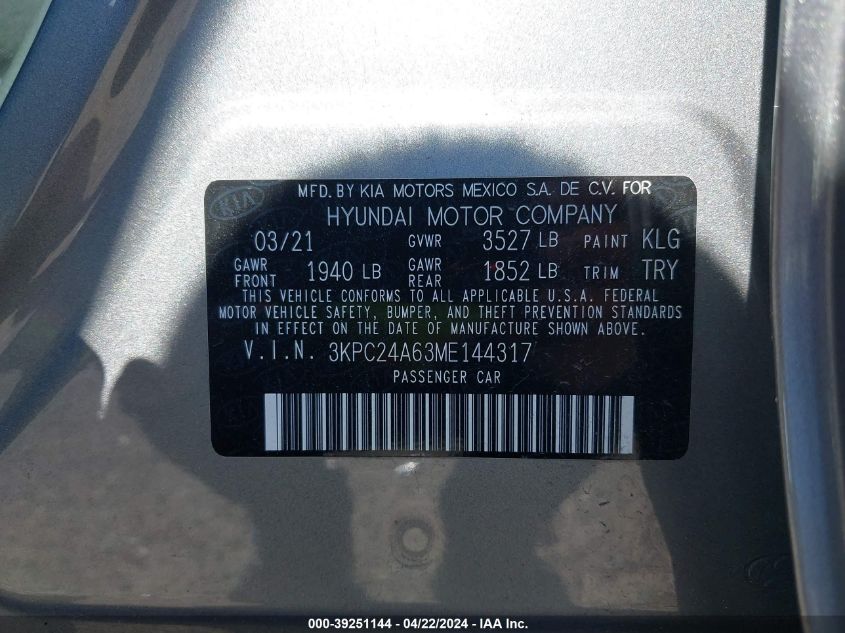 KIA
MFD. BY KIA MOTORS MEXICO S.A. DE C.V. FOR
HYUNDAI MOTOR COMPANY
03/21 GVWR 3527 LB PAINT KLG
GAWR FRONT 1940 LB GAWR REAR 1852 LB TRIM TRY
THIS VEHICLE CONFORMS TO ALL APPLICABLE U.S.A. FEDERAL
MOTOR VEHICLE SAFETY, BUMPER, AND THEFT PREVENTION STANDARDS
IN EFFECT ON THE DATE OF MANUFACTURE SHOWN ABOVE.
V.I.N. 3KPC24A63ME144317
PASSENGER CAR
000-39251144 - 04/22/2024 - IAA Inc.